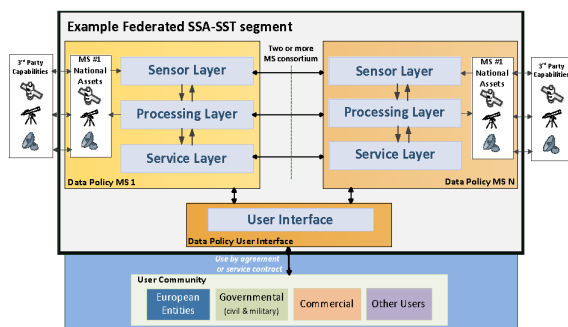 Example Federated SSA-SST segment
3rd Party
Capabilities
MS #1
National
Assets
Sensor Layer
Processing Layer
Service Layer
Data Policy MS 1
Two or more
MS consortium
Sensor Layer
Processing Layer
Service Layer
Data Policy MS N
MS #1
National
Assets
3rd Party
Capabilities
User Interface
Data Policy User Interface
Use by agreement
or service contract
User Community
European
Entities
Governmental
(civil & military)
Commercial
Other Users